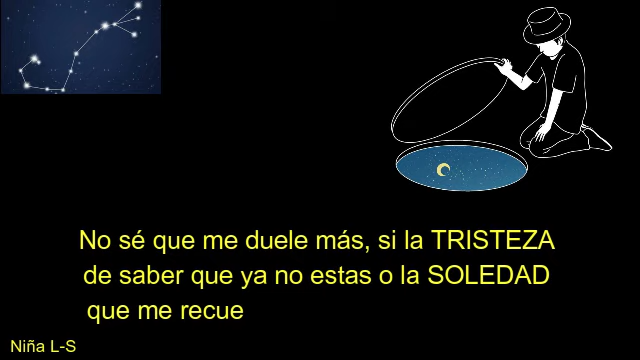 No sé que me duele más, si la TRISTEZA
de saber que ya no estas o la SOLEDAD
que me recue
Niña L-S